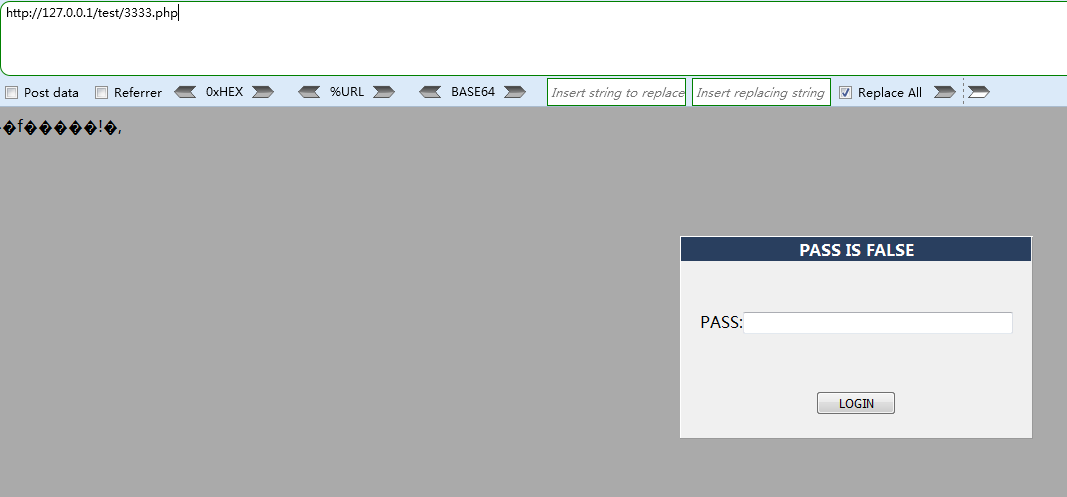 http://127.0.0.1/test/3333.php
Post data Referrer 0xHEX %URL BASE64 Insert string to replace Insert replacing string Replace All
�f�����!�,
PASS IS FALSE
PASS:
LOGIN